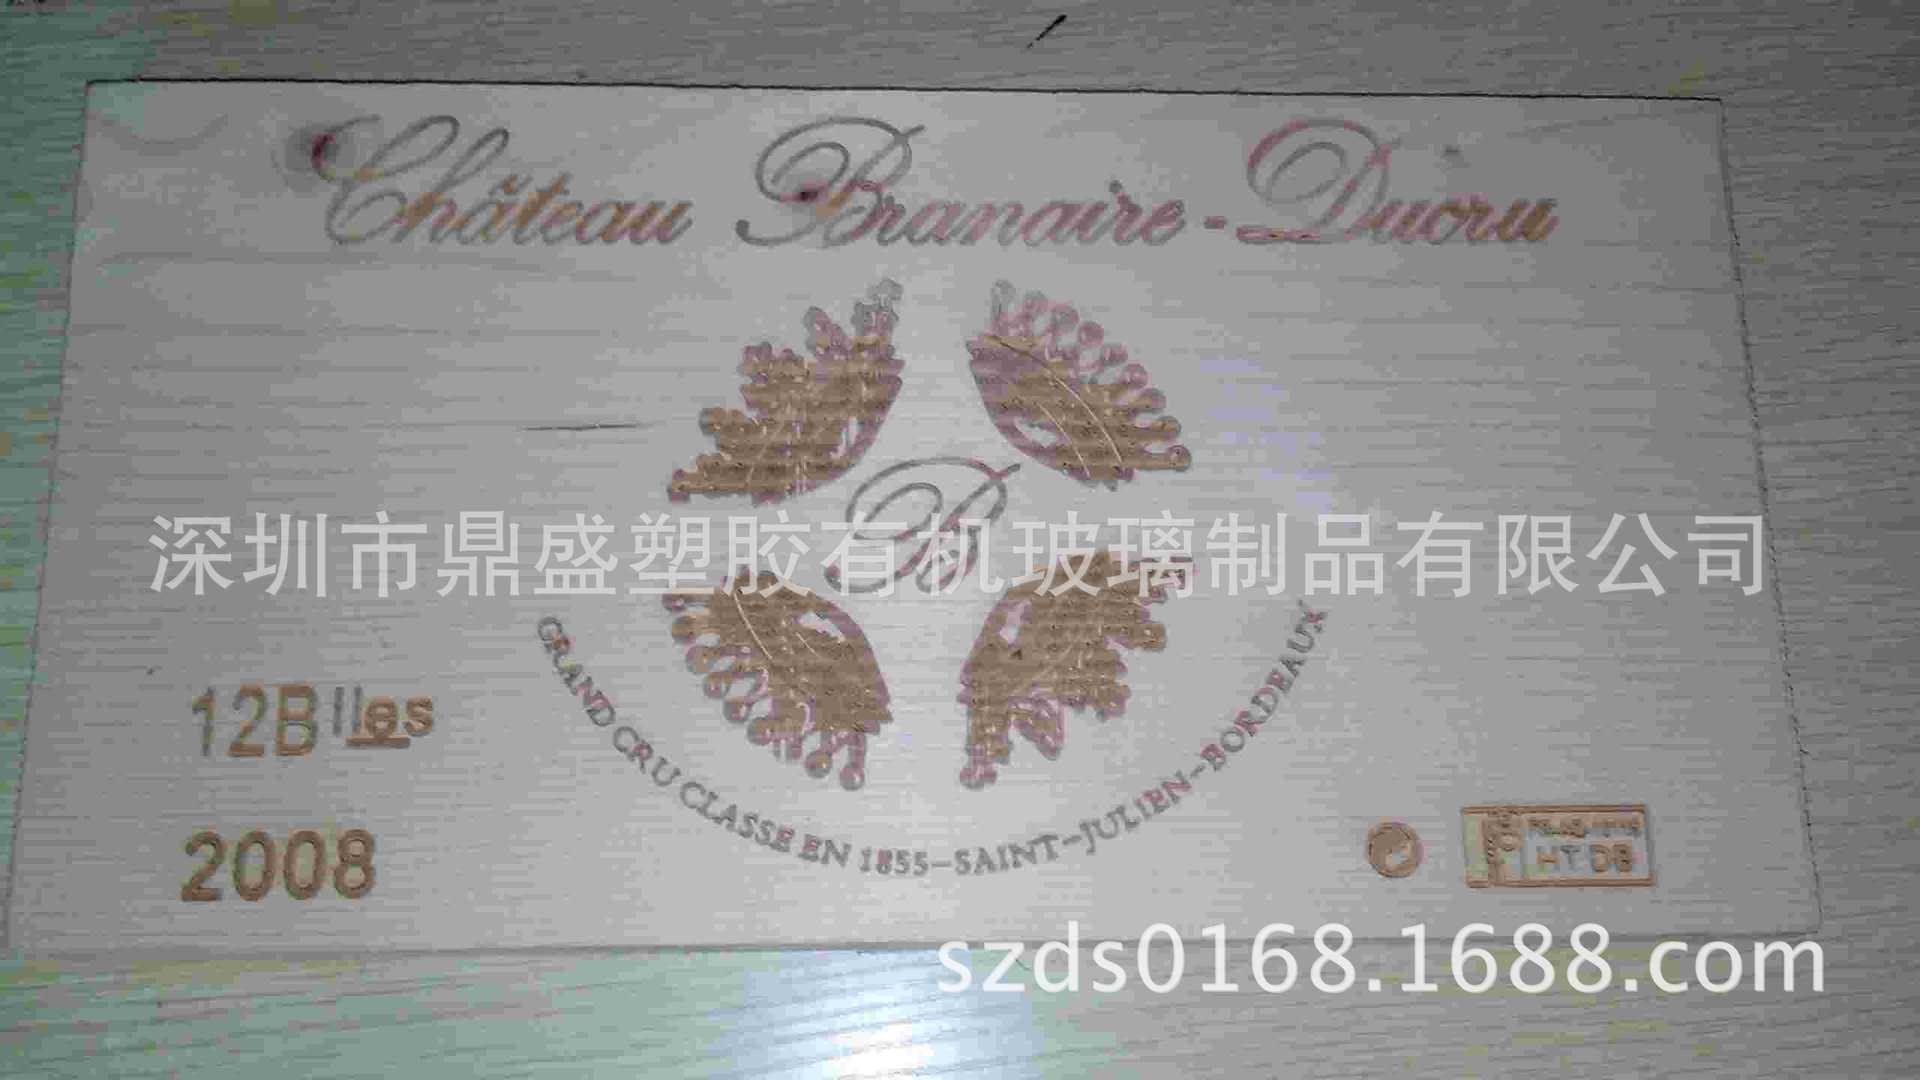 Château Branaire-Ducru
B
深圳市鼎盛塑胶有机玻璃制品有限公司
GRAND CRU CLASSE EN 1855-SAINT-JULIEN-BORDEAUX
12Blles
2008
HT DB
szds0168.1688.com